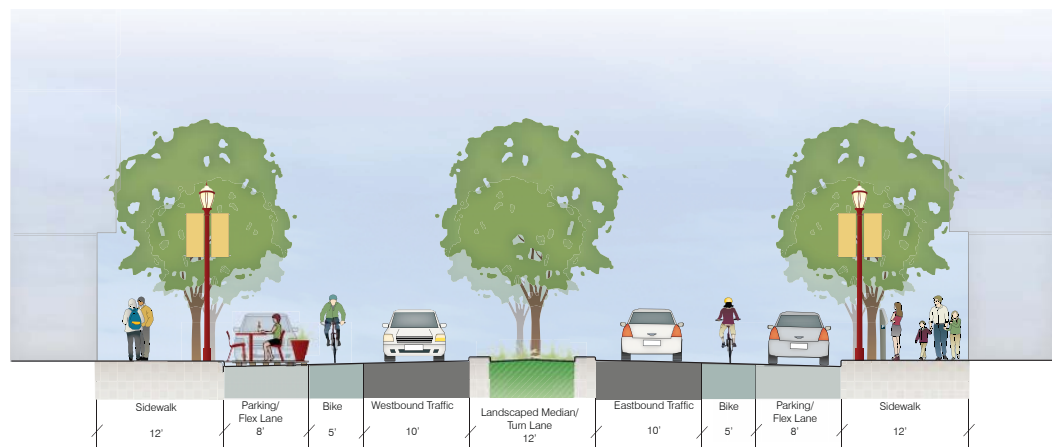 Sidewalk
12'
Parking/
Flex Lane
8'
Bike
5'
Westbound Traffic
10'
Landscaped Median/
Turn Lane
12'
Eastbound Traffic
10'
Bike
5'
Parking/
Flex Lane
8'
Sidewalk
12'